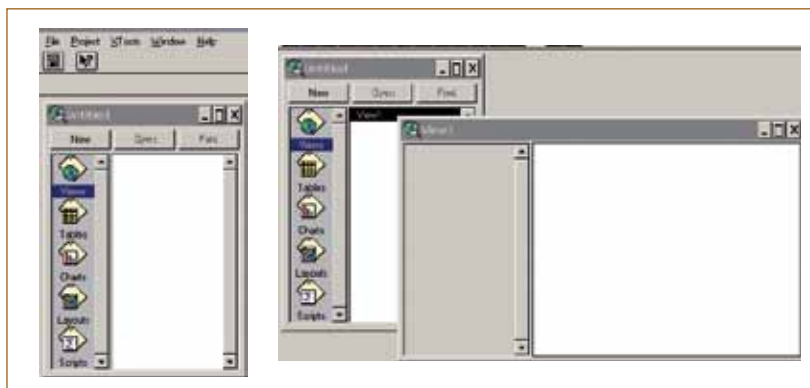 File Project XTools Window Help
Untitled
New Open Print
Views
Tables
Charts
Layouts
Scripts
Untitled
New Open Print
View1
Views
Tables
Charts
Layouts
Scripts
View1